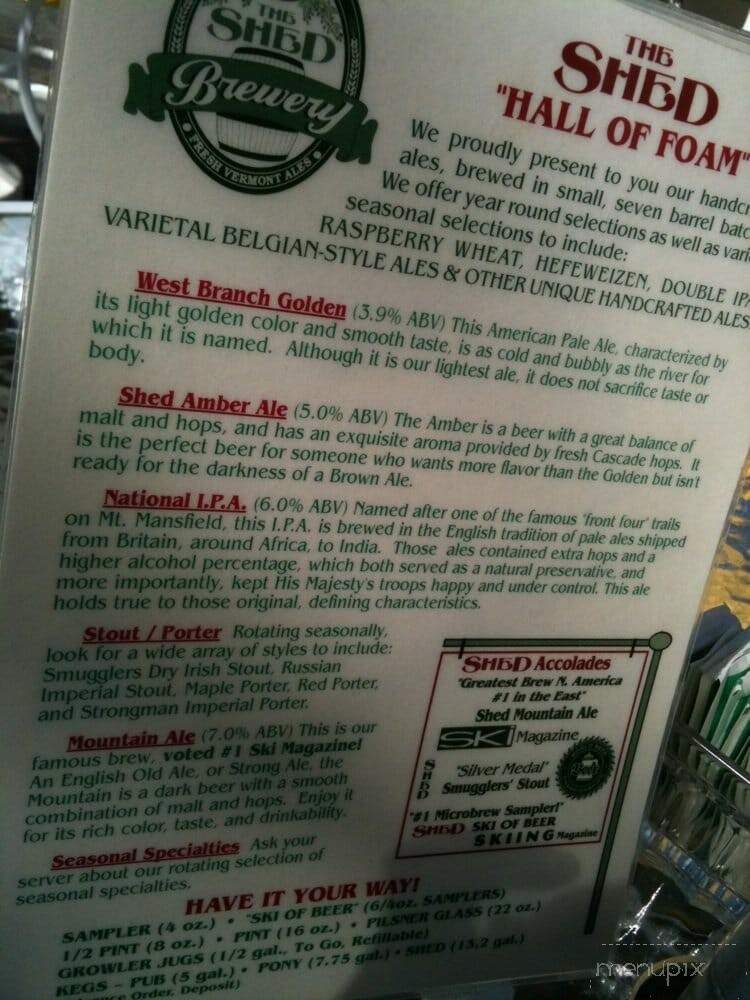 THE
SHED
Brewery
FRESH VERMONT ALES
THE
SHED
"HALL OF FOAM"
We proudly present to you our
ales, brewed in small, seven barrel
We offer year round selections as well as
seasonal selections to include:
RASPBERRY WHEAT, HEFEWEIZEN, DOUBLE
VARIETAL BELGIAN-STYLE ALES & OTHER UNIQUE HANDCRAFTED ALES
West Branch Golden (3.9% ABV) This American Pale Ale, characterized by
its light golden color and smooth taste, is as cold and bubbly as the river for
which it is named. Although it is our lightest ale, it does not sacrifice taste or
body.
Shed Amber Ale (5.0% ABV) The Amber is a beer with a great balance of
malt and hops, and has an exquisite aroma provided by fresh Cascade hops. It
is the perfect beer for someone who wants more flavor than the Golden but isn't
ready for the darkness of a Brown Ale.
National I.P.A. (6.0% ABV) Named after one of the famous 'front four' trails
on Mt. Mansfield, this I.P.A. is brewed in the English tradition of pale ales shipped
from Britain, around Africa, to India. Those ales contained extra hops and a
higher alcohol percentage, which both served as a natural preservative, and
more importantly, kept His Majesty's troops happy and under control. This ale
holds true to those original, defining characteristics.
Stout / Porter Rotating seasonally,
look for a wide array of styles to include:
Smugglers Dry Irish Stout, Russian
Imperial Stout, Maple Porter, Red Porter,
and Strongman Imperial Porter.
Mountain Ale (7.0% ABV) This is our
famous brew, voted #1 Ski Magazine!
An English Old Ale, or Strong Ale, the
Mountain is a dark beer with a smooth
combination of malt and hops. Enjoy it
for its rich color, taste, and drinkability.
Seasonal Specialties Ask your
server about our rotating selection of
seasonal specialties.
SHED Accolades
"Greatest Brew N. America
#1 in the East"
Shed Mountain Ale
SKI Magazine
"Silver Medal"
SHED Smugglers' Stout
"#1 Microbrew Sampler!"
SHED SKI OF BEER
SKIING Magazine
HAVE IT YOUR WAY!
SAMPLER (4 oz.) • "SKI OF BEER" (6/4oz. SAMPLERS)
1/2 PINT (8 oz.) • PINT (16 oz.) • PILSNER GLASS (22 oz.)
GROWLER JUGS (1/2 gal., To Go, Refillable)
KEGS - PUB (5 gal.) • PONY (7.75 gal.) • SHED (13.2 gal.)
Order, Deposit)
menupix